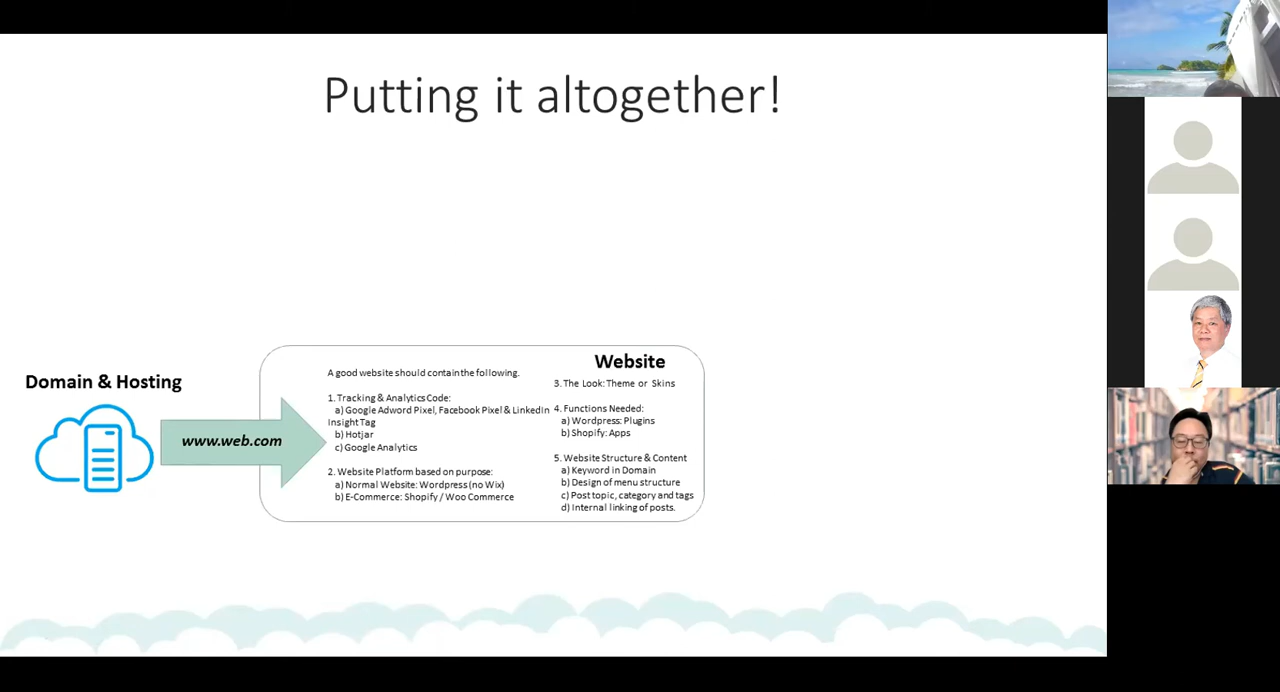 Putting it altogether!
Domain & Hosting
www.web.com
Website
A good website should contain the following.
1. Tracking & Analytics Code:
a) Google Adword Pixel, Facebook Pixel & LinkedIn
Insight Tag
b) Hotjar
c) Google Analytics
2. Website Platform based on purpose:
a) Normal Website: Wordpress (no Wix)
b) E-Commerce: Shopify / Woo Commerce
3. The Look: Theme or Skins
4. Functions Needed:
a) Wordpress: Plugins
b) Shopify: Apps
5. Website Structure & Content
a) Keyword in Domain
b) Design of menu structure
c) Post topic, category and tags
d) Internal linking of posts.